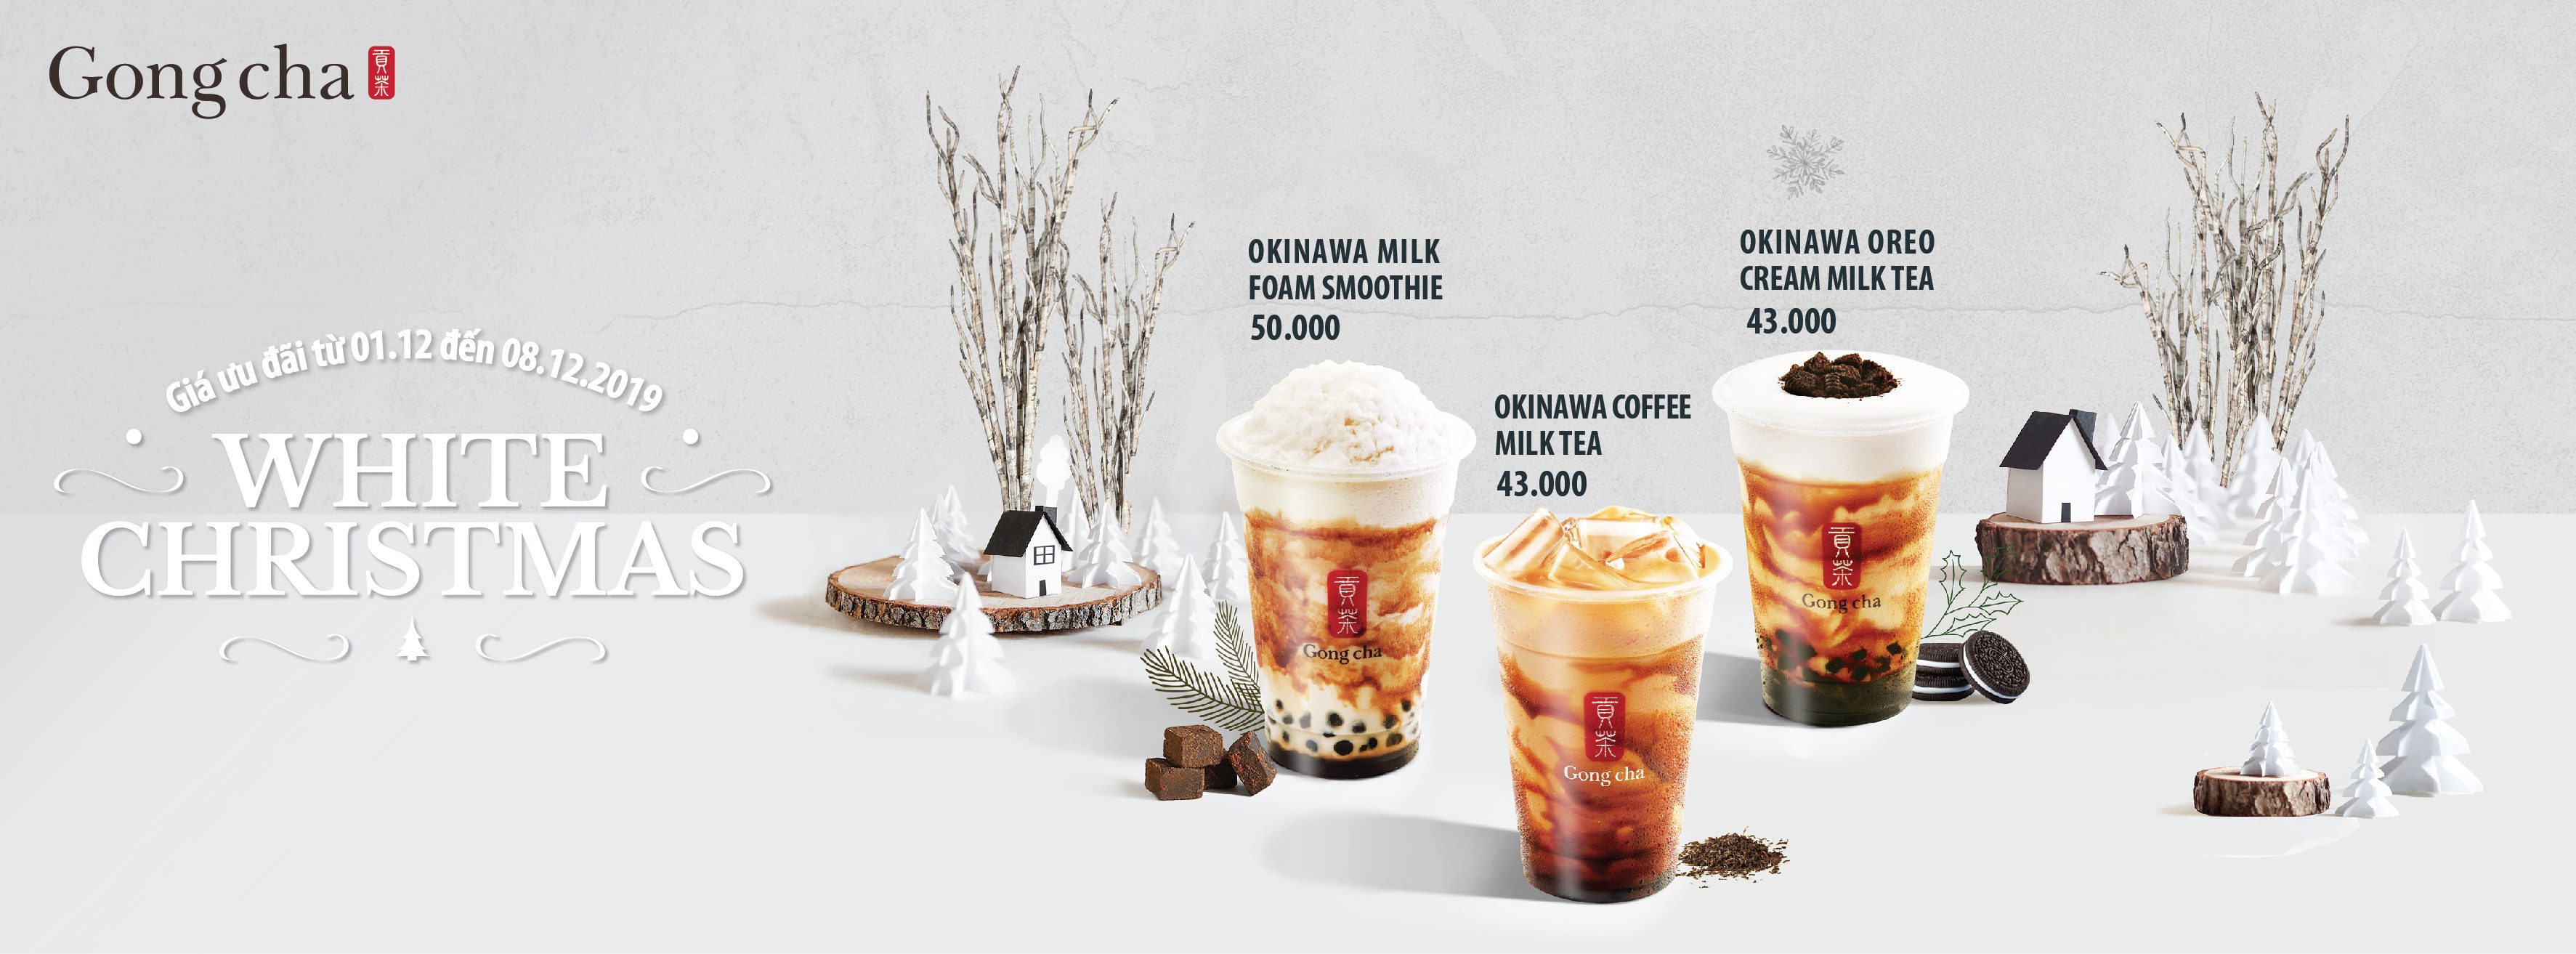 Gong cha 貢茶
Giá ưu đãi từ 01.12 đến 08.12.2019
WHITE
CHRISTMAS
OKINAWA MILK
FOAM SMOOTHIE
50.000
OKINAWA COFFEE
MILK TEA
43.000
OKINAWA OREO
CREAM MILK TEA
43.000
貢茶
Gong cha
貢茶
Gong cha
貢茶
Gong cha